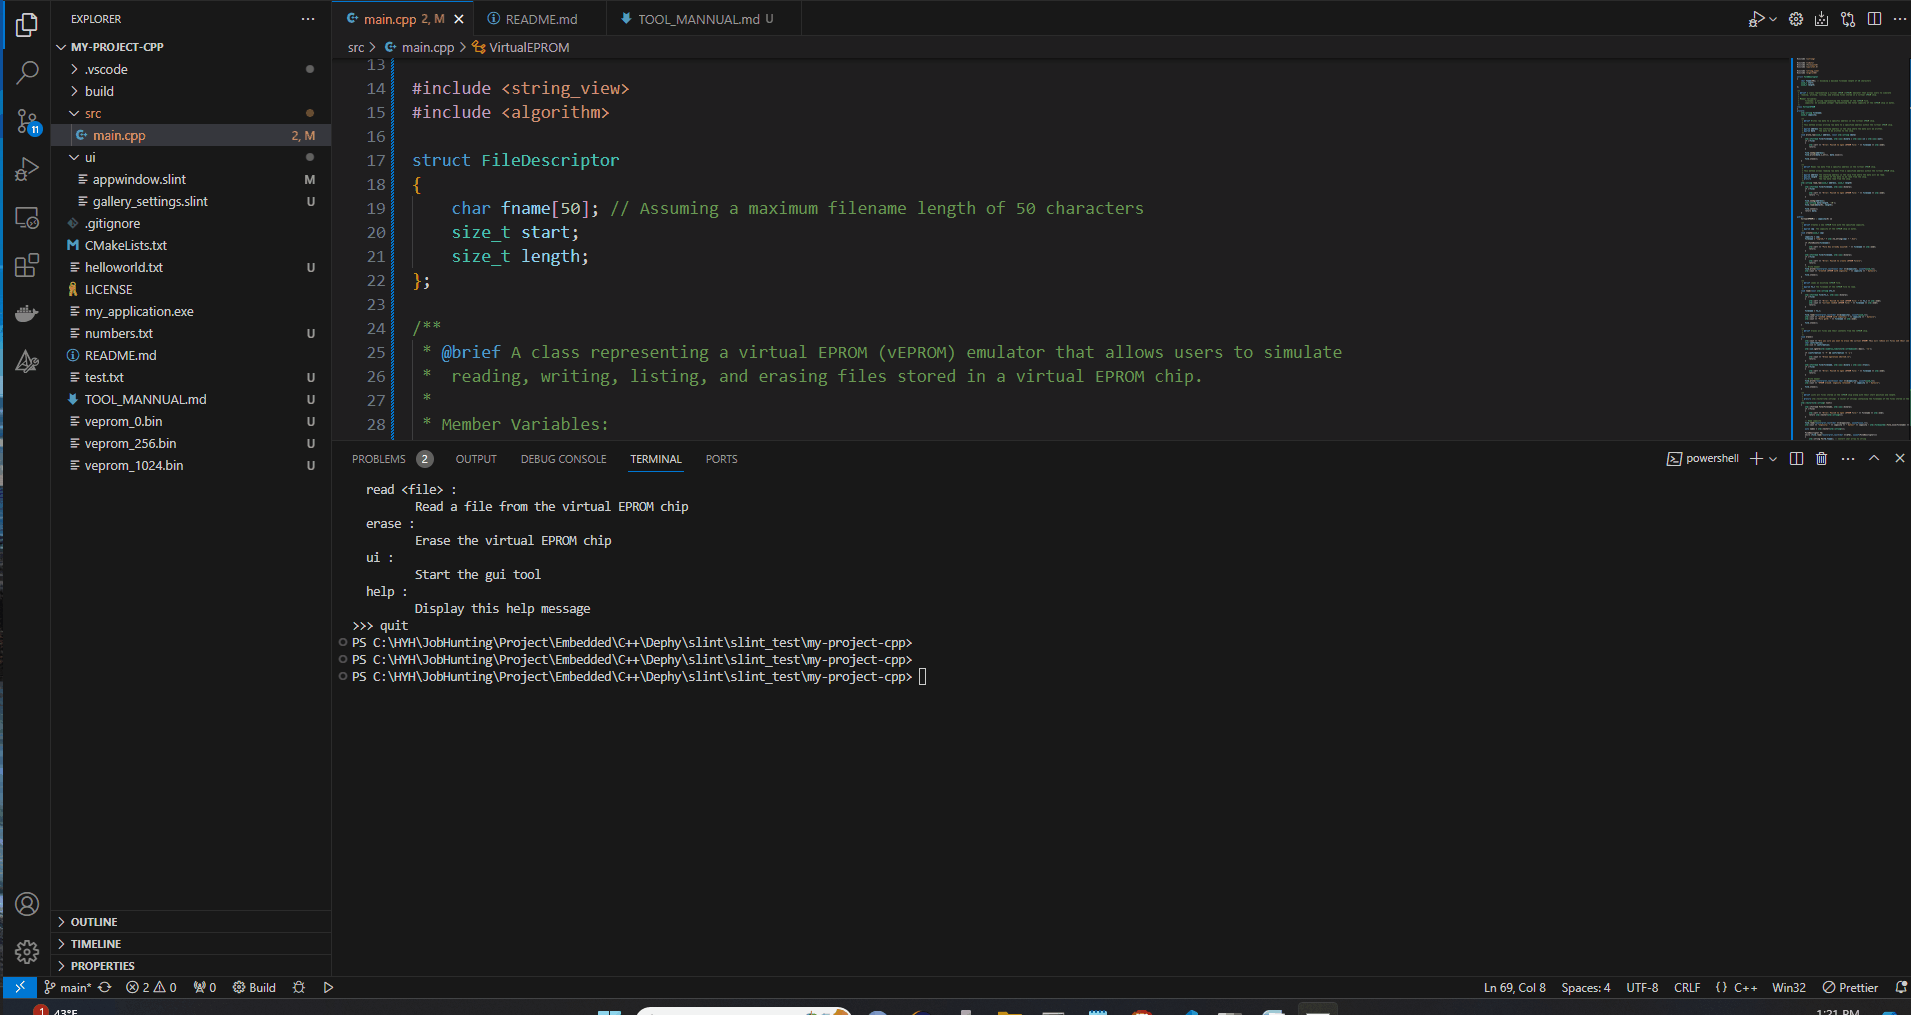 EXPLORER
MY-PROJECT-CPP
.vscode
build
src
main.cpp 2, M
ui
appwindow.slint M
gallery_settings.slint U
.gitignore
CMakeLists.txt
helloworld.txt U
LICENSE
my_application.exe
numbers.txt U
README.md
test.txt U
TOOL_MANNUAL.md U
veprom_0.bin U
veprom_256.bin U
veprom_1024.bin U
OUTLINE
TIMELINE
PROPERTIES
11
main.cpp 2, M
README.md
TOOL_MANNUAL.md U
src > main.cpp > VirtualEPROM
13
14 #include <string_view>
15 #include <algorithm>
16
17 struct FileDescriptor
18 {
19 char fname[50]; // Assuming a maximum filename length of 50 characters
20 size_t start;
21 size_t length;
22 };
23
24 /**
25 * @brief A class representing a virtual EPROM (vEPROM) emulator that allows users to simulate
26 * reading, writing, listing, and erasing files stored in a virtual EPROM chip.
27 *
28 * Member Variables:
PROBLEMS 2 OUTPUT DEBUG CONSOLE TERMINAL PORTS
powershell
read <file> :
Read a file from the virtual EPROM chip
erase :
Erase the virtual EPROM chip
ui :
Start the gui tool
help :
Display this help message
>>> quit
PS C:\HYH\JobHunting\Project\Embedded\C++\Dephy\slint\slint_test\my-project-cpp>
PS C:\HYH\JobHunting\Project\Embedded\C++\Dephy\slint\slint_test\my-project-cpp>
PS C:\HYH\JobHunting\Project\Embedded\C++\Dephy\slint\slint_test\my-project-cpp>
main* 2 0 0 Build
Ln 69, Col 8 Spaces: 4 UTF-8 CRLF {} C++ Win32 Prettier
1 43°F
1:21 PM